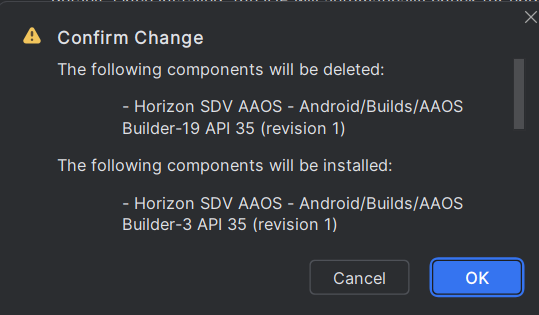 Confirm Change
The following components will be deleted:
- Horizon SDV AAOS - Android/Builds/AAOS
Builder-19 API 35 (revision 1)
The following components will be installed:
- Horizon SDV AAOS - Android/Builds/AAOS
Builder-3 API 35 (revision 1)
Cancel
OK